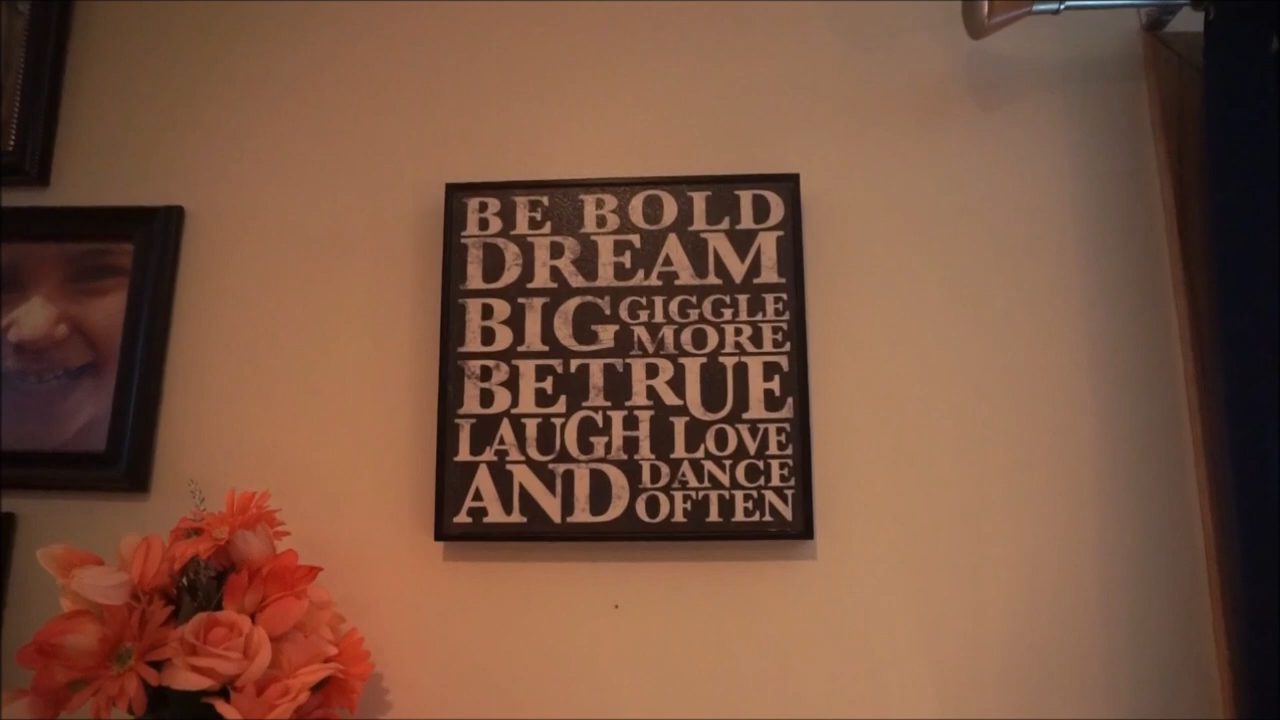 BE BOLD
DREAM
BIG GIGGLE
MORE
BE TRUE
LAUGH LOVE
AND DANCE
OFTEN